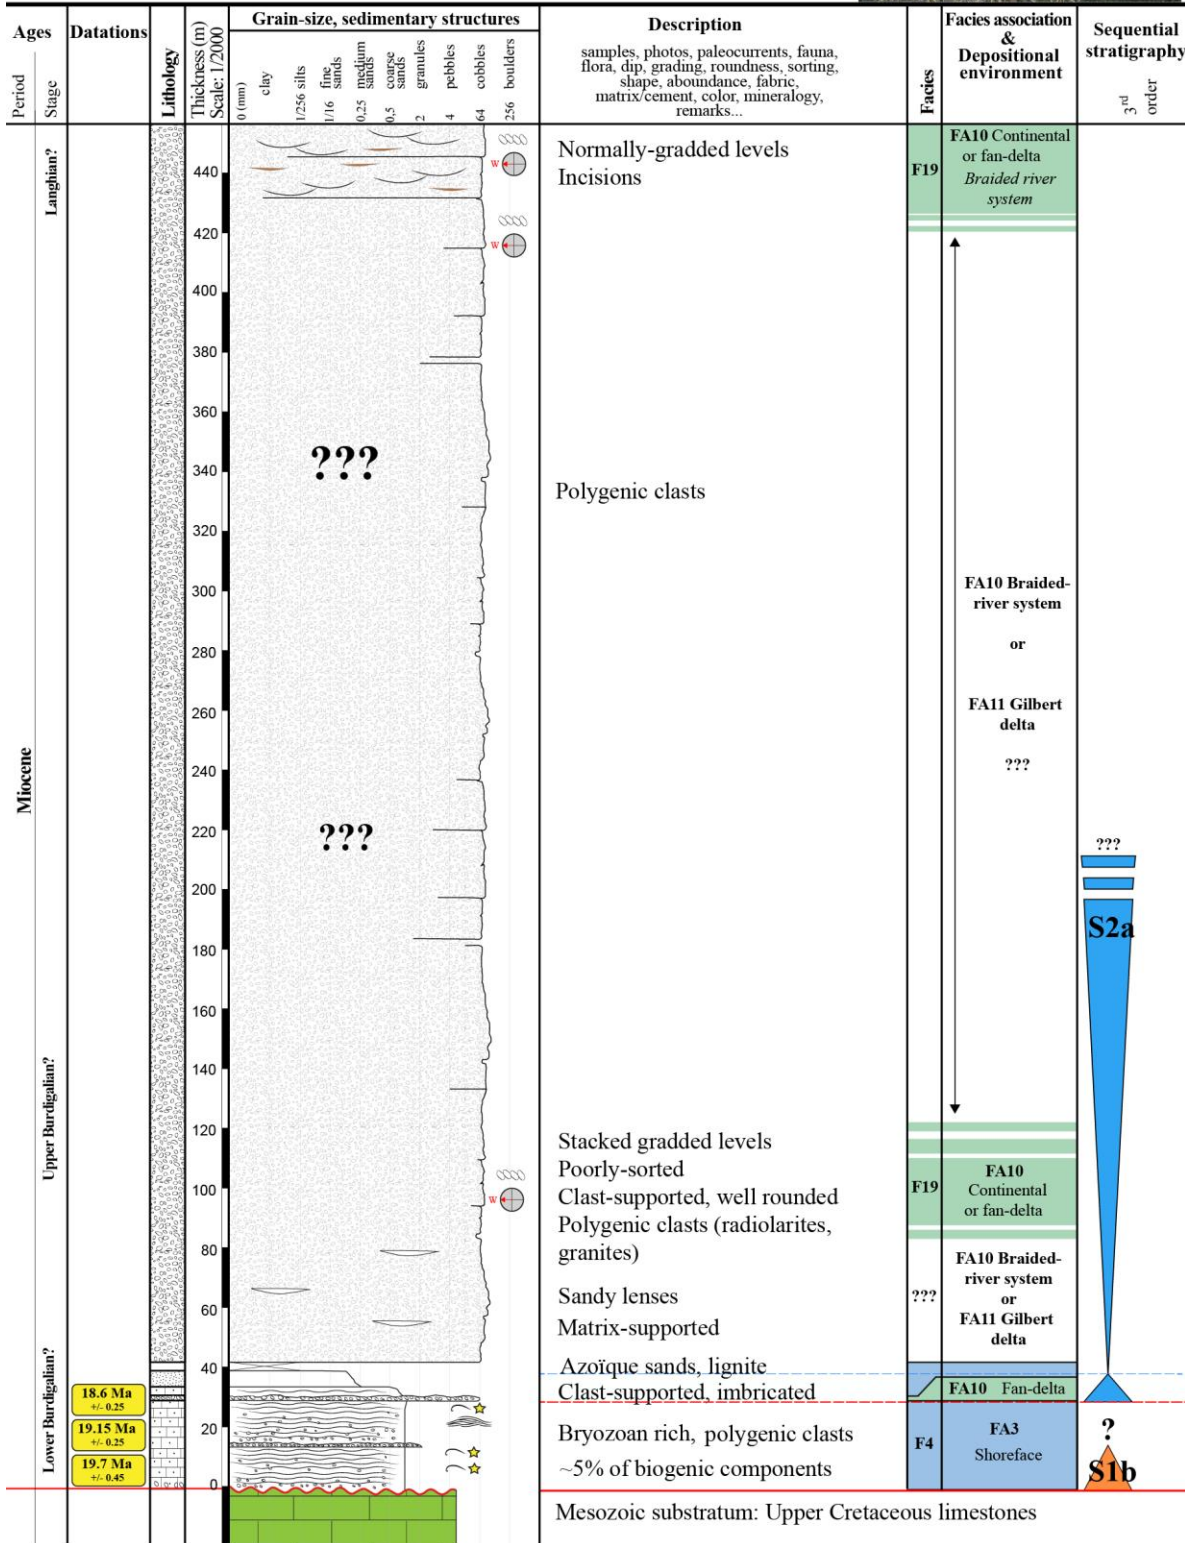 Ages
Datations
Lithology
Thickness (m)
Scale: 1/2000
Grain-size, sedimentary structures
Description
samples, photos, paleocurrents, fauna,
flora, dip, grading, roundness, sorting,
shape, aboundance, fabric,
matrix/cement, color, mineralogy,
remarks...
Facies
Facies association
&
Depositional
environment
Sequential
stratigraphy
Period
Stage
0 (mm)
clay
1/256
silts
1/16
fine
sands
0,25
medium
sands
0,5
coarse
sands
2
granules
4
pebbles
64
cobbles
256
boulders
3rd
order
Miocene
Langhian?
Upper Burdigalian?
Lower Burdigalian?
18.6 Ma
+/- 0.25
19.15 Ma
+/- 0.25
19.7 Ma
+/- 0.45
440
420
400
380
360
340
320
300
280
260
240
220
200
180
160
140
120
100
80
60
40
20
0
W
W
???
???
W
Normally-gradded levels
Incisions
Polygenic clasts
Stacked gradded levels
Poorly-sorted
Clast-supported, well rounded
Polygenic clasts (radiolarites,
granites)
Sandy lenses
Matrix-supported
Azoïque sands, lignite
Clast-supported, imbricated
Bryozoan rich, polygenic clasts
~5% of biogenic components
Mesozoic substratum: Upper Cretaceous limestones
F19
FA10 Continental
or fan-delta
Braided river
system
FA10 Braided-
river system
or
FA11 Gilbert
delta
???
F19
FA10
Continental
or fan-delta
???
FA10 Braided-
river system
or
FA11 Gilbert
delta
FA10 Fan-delta
F4
FA3
Shoreface
???
S2a
?
S1b